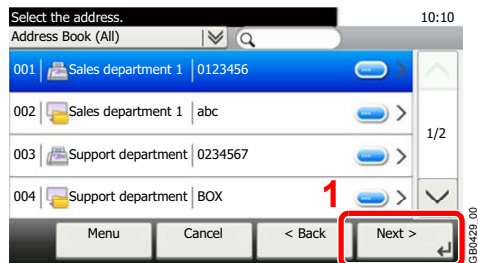 Select the address. 10:10
Address Book (All)
001 Sales department 1 0123456
002 Sales departm 1 abc
1/2
003 Support department 0234567
004 Support department BOX
1
Menu Cancel < Back Next >
GB0429_00